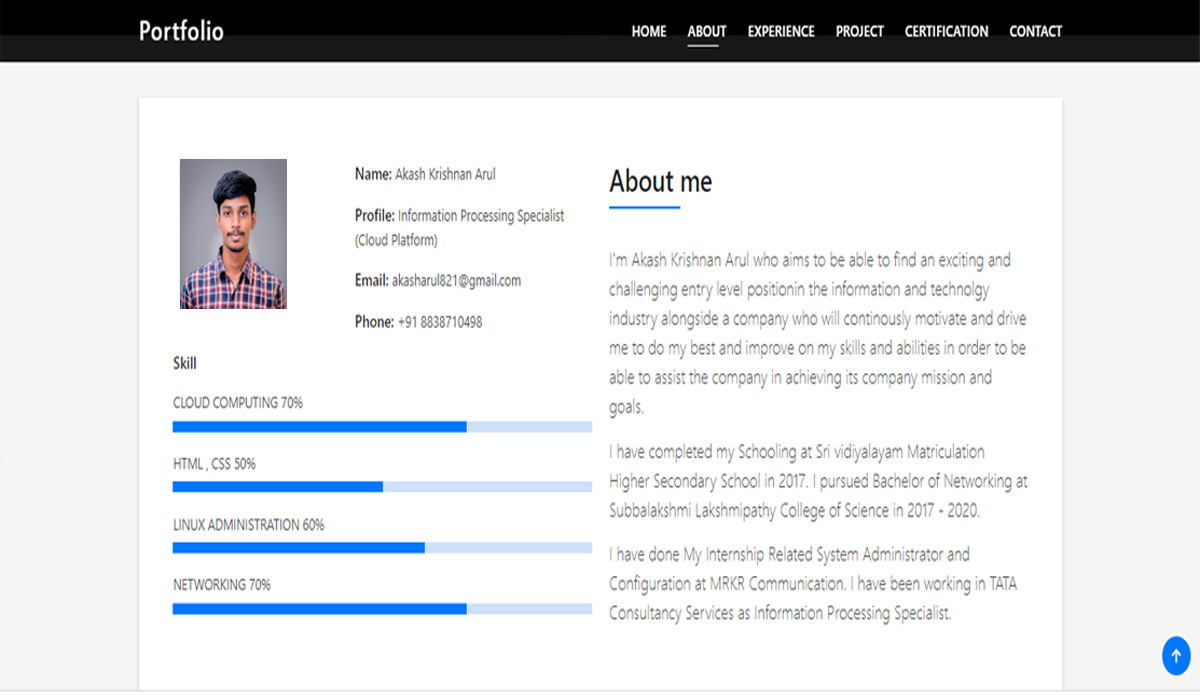 Portfolio
HOME ABOUT EXPERIENCE PROJECT CERTIFICATION CONTACT
Name: Akash Krishnan Arul
Profile: Information Processing Specialist
(Cloud Platform)
Email: akasharul821@gmail.com
Phone: +91 8838710498
Skill
CLOUD COMPUTING 70%
HTML , CSS 50%
LINUX ADMINISTRATION 60%
NETWORKING 70%
About me
I'm Akash Krishnan Arul who aims to be able to find an exciting and
challenging entry level positionin the information and technolgy
industry alongside a company who will continously motivate and drive
me to do my best and improve on my skills and abilities in order to be
able to assist the company in achieving its company mission and
goals.
I have completed my Schooling at Sri vidiyalayam Matriculation
Higher Secondary School in 2017. I pursued Bachelor of Networking at
Subbalakshmi Lakshmipathy College of Science in 2017 - 2020.
I have done My Internship Related System Administrator and
Configuration at MRKR Communication. I have been working in TATA
Consultancy Services as Information Processing Specialist.